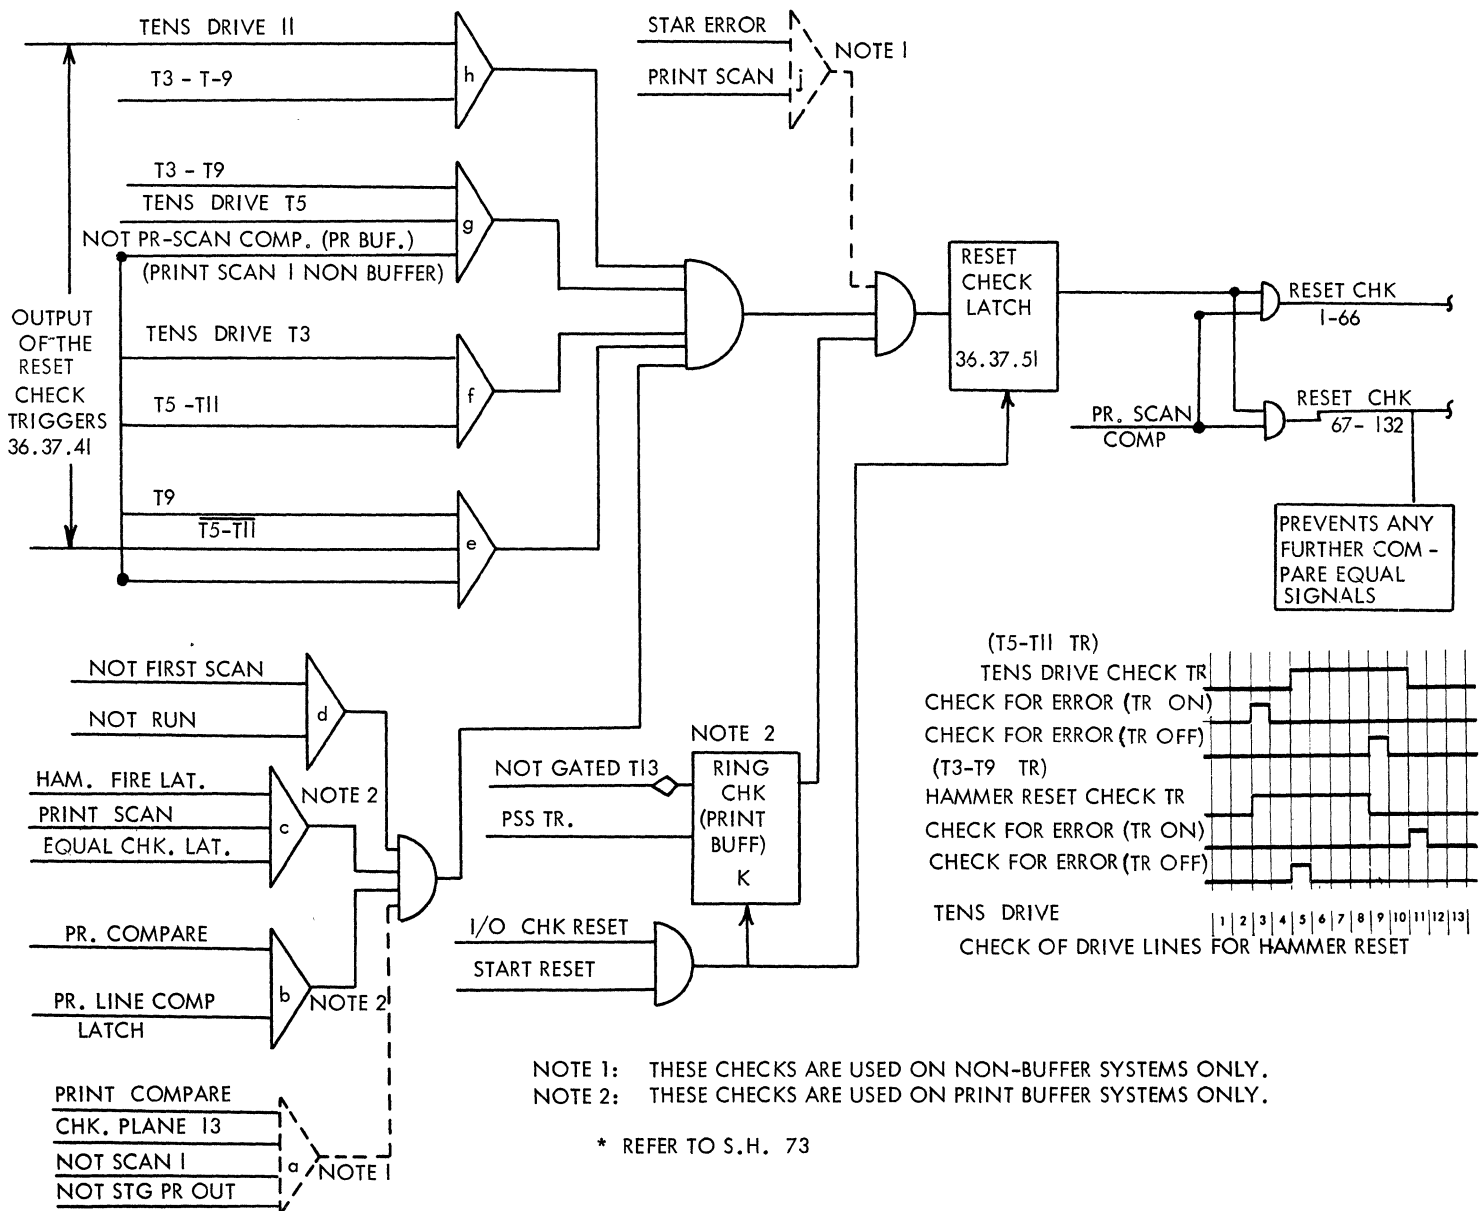 TENS DRIVE 11
T3 - T-9
h
T3 - T9
TENS DRIVE T5
NOT PR-SCAN COMP. (PR BUF.)
(PRINT SCAN 1 NON BUFFER)
g
OUTPUT
OF THE
RESET
CHECK
TRIGGERS
36.37.41
TENS DRIVE T3
T5 -T11
f
T9
T5-T11
e
STAR ERROR
PRINT SCAN
j
NOTE 1
RESET
CHECK
LATCH
36.37.51
RESET CHK
1-66
PR. SCAN
COMP
RESET CHK
67- 132
PREVENTS ANY
FURTHER COM -
PARE EQUAL
SIGNALS
NOT FIRST SCAN
NOT RUN
d
HAM. FIRE LAT.
PRINT SCAN
EQUAL CHK. LAT.
c
NOTE 2
PR. COMPARE
PR. LINE COMP
LATCH
b
NOTE 2
PRINT COMPARE
CHK. PLANE 13
NOT SCAN 1
NOT STG PR OUT
a
NOTE 1
NOTE 2
NOT GATED T13
PSS TR.
RING
CHK
(PRINT
BUFF)
K
I/O CHK RESET
START RESET
(T5-T11 TR)
TENS DRIVE CHECK TR
CHECK FOR ERROR (TR ON)
CHECK FOR ERROR (TR OFF)
(T3-T9 TR)
HAMMER RESET CHECK TR
CHECK FOR ERROR (TR ON)
CHECK FOR ERROR (TR OFF)
TENS DRIVE
1 2 3 4 5 6 7 8 9 10 11 12 13
CHECK OF DRIVE LINES FOR HAMMER RESET
NOTE 1: THESE CHECKS ARE USED ON NON-BUFFER SYSTEMS ONLY.
NOTE 2: THESE CHECKS ARE USED ON PRINT BUFFER SYSTEMS ONLY.
* REFER TO S.H. 73